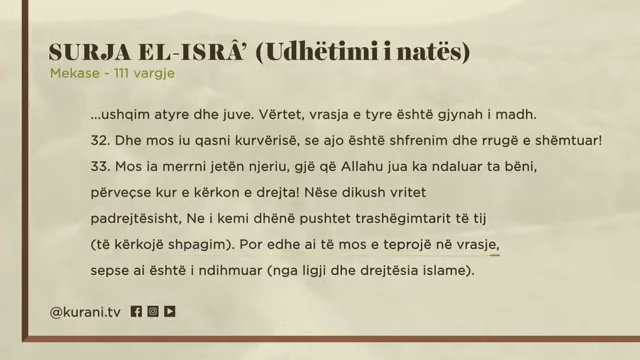 SURJA EL-ISRÂ’ (Udhëtimi i natës)
Mekase - 111 vargje
...ushqim atyre dhe juve. Vërtet, vrasja e tyre është gjynah i madh.
32. Dhe mos iu qasni kurvërisë, se ajo është shfrenim dhe rrugë e shëmtuar!
33. Mos ia merrni jetën njeriu, gjë që Allahu jua ka ndaluar ta bëni,
përveçse kur e kërkon e drejta! Nëse dikush vritet
padrejtësisht, Ne i kemi dhënë pushtet trashëgimtarit të tij
(të kërkojë shpagim). Por edhe ai të mos e teprojë në vrasje,
sepse ai është i ndihmuar (nga ligji dhe drejtësia islame).
@kurani.tv